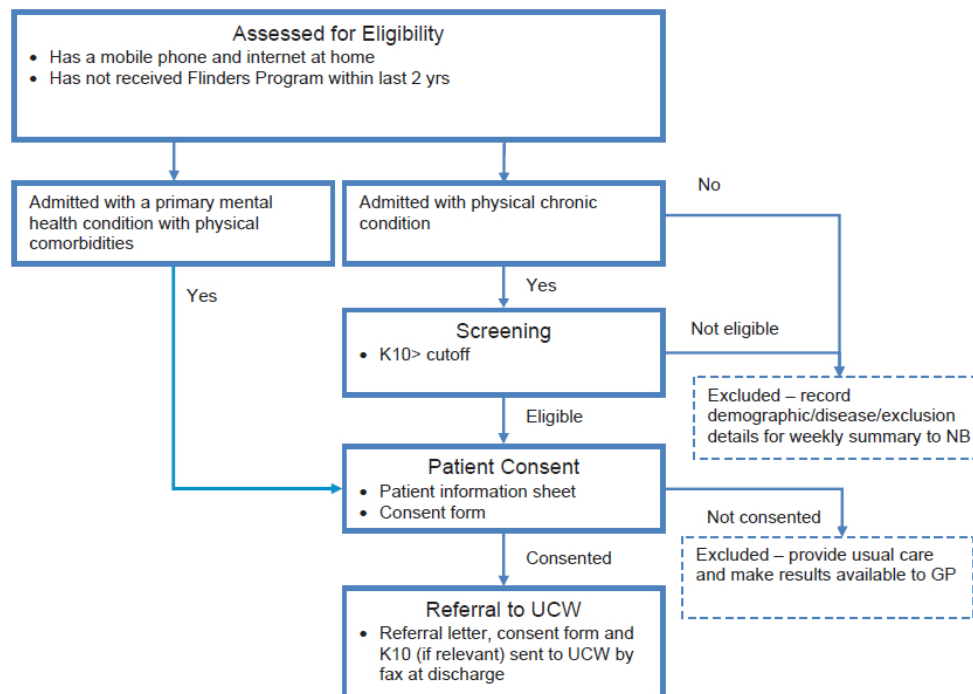 Assessed for Eligibility
• Has a mobile phone and internet at home
• Has not received Flinders Program within last 2 yrs
Admitted with a primary mental
health condition with physical
comorbidities
Admitted with physical chronic
condition
No
Yes
Yes
Screening
• K10> cutoff
Not eligible
Eligible
Excluded – record
demographic/disease/exclusion
details for weekly summary to NB
Patient Consent
• Patient information sheet
• Consent form
Not consented
Consented
Excluded – provide usual care
and make results available to GP
Referral to UCW
• Referral letter, consent form and
K10 (if relevant) sent to UCW by
fax at discharge